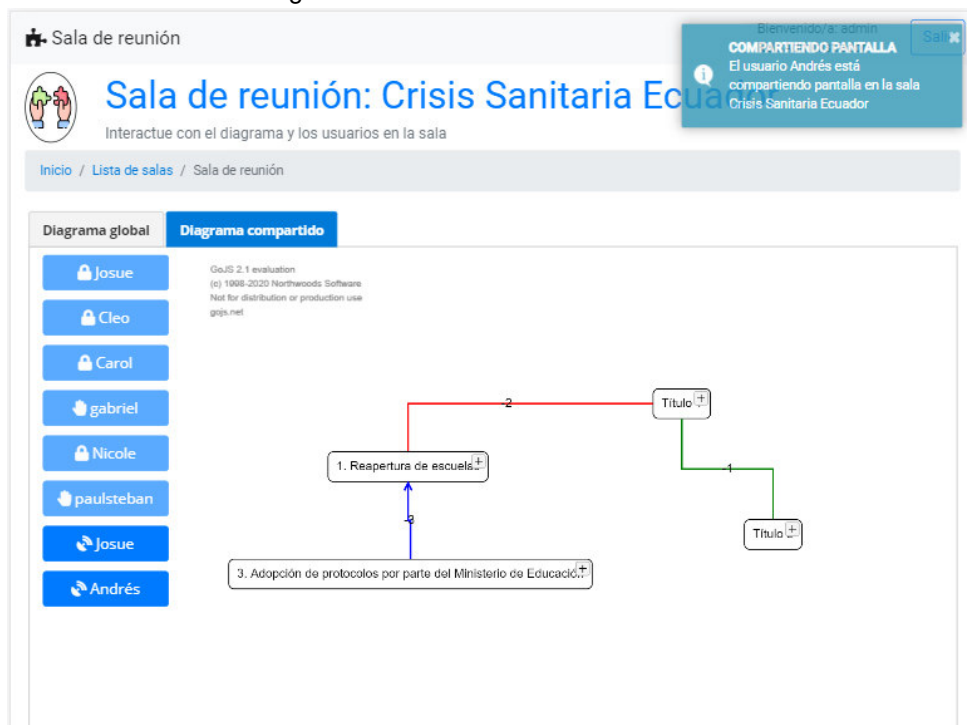 Sala de reunión
Bienvenido/a: admin
COMPARTIENDO PANTALLA
El usuario Andrés está
compartiendo pantalla en la sala
Crisis Sanitaria Ecuador
Sala de reunión: Crisis Sanitaria Ecuador
Interactue con el diagrama y los usuarios en la sala
Inicio / Lista de salas / Sala de reunión
Diagrama global
Diagrama compartido
Josue
Cleo
Carol
gabriel
Nicole
paulsteban
Josue
Andrés
GoJS 2.1 evaluation
(c) 1998-2020 Northwoods Software
Not for distribution or production use
gojs.net
-2
Título
1. Reapertura de escuelas
-1
-3
Título
3. Adopción de protocolos por parte del Ministerio de Educación